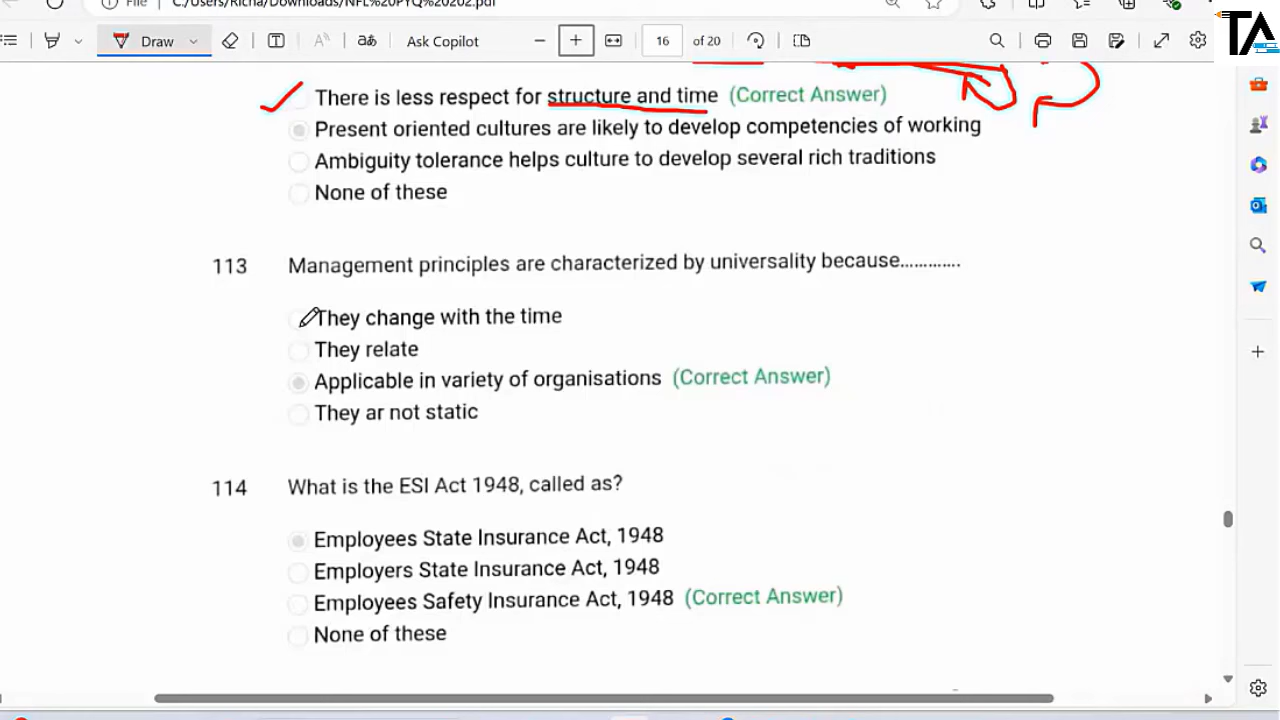 File
C:/Users/Richa/Downloads/NFL%20PYQ%202.pdf
Draw
Ask Copilot
16 of 20
TA
There is less respect for structure and time (Correct Answer)
Present oriented cultures are likely to develop competencies of working
Ambiguity tolerance helps culture to develop several rich traditions
None of these
113 Management principles are characterized by universality because.............
They change with the time
They relate
Applicable in variety of organisations (Correct Answer)
They ar not static
114 What is the ESI Act 1948, called as?
Employees State Insurance Act, 1948
Employers State Insurance Act, 1948
Employees Safety Insurance Act, 1948 (Correct Answer)
None of these